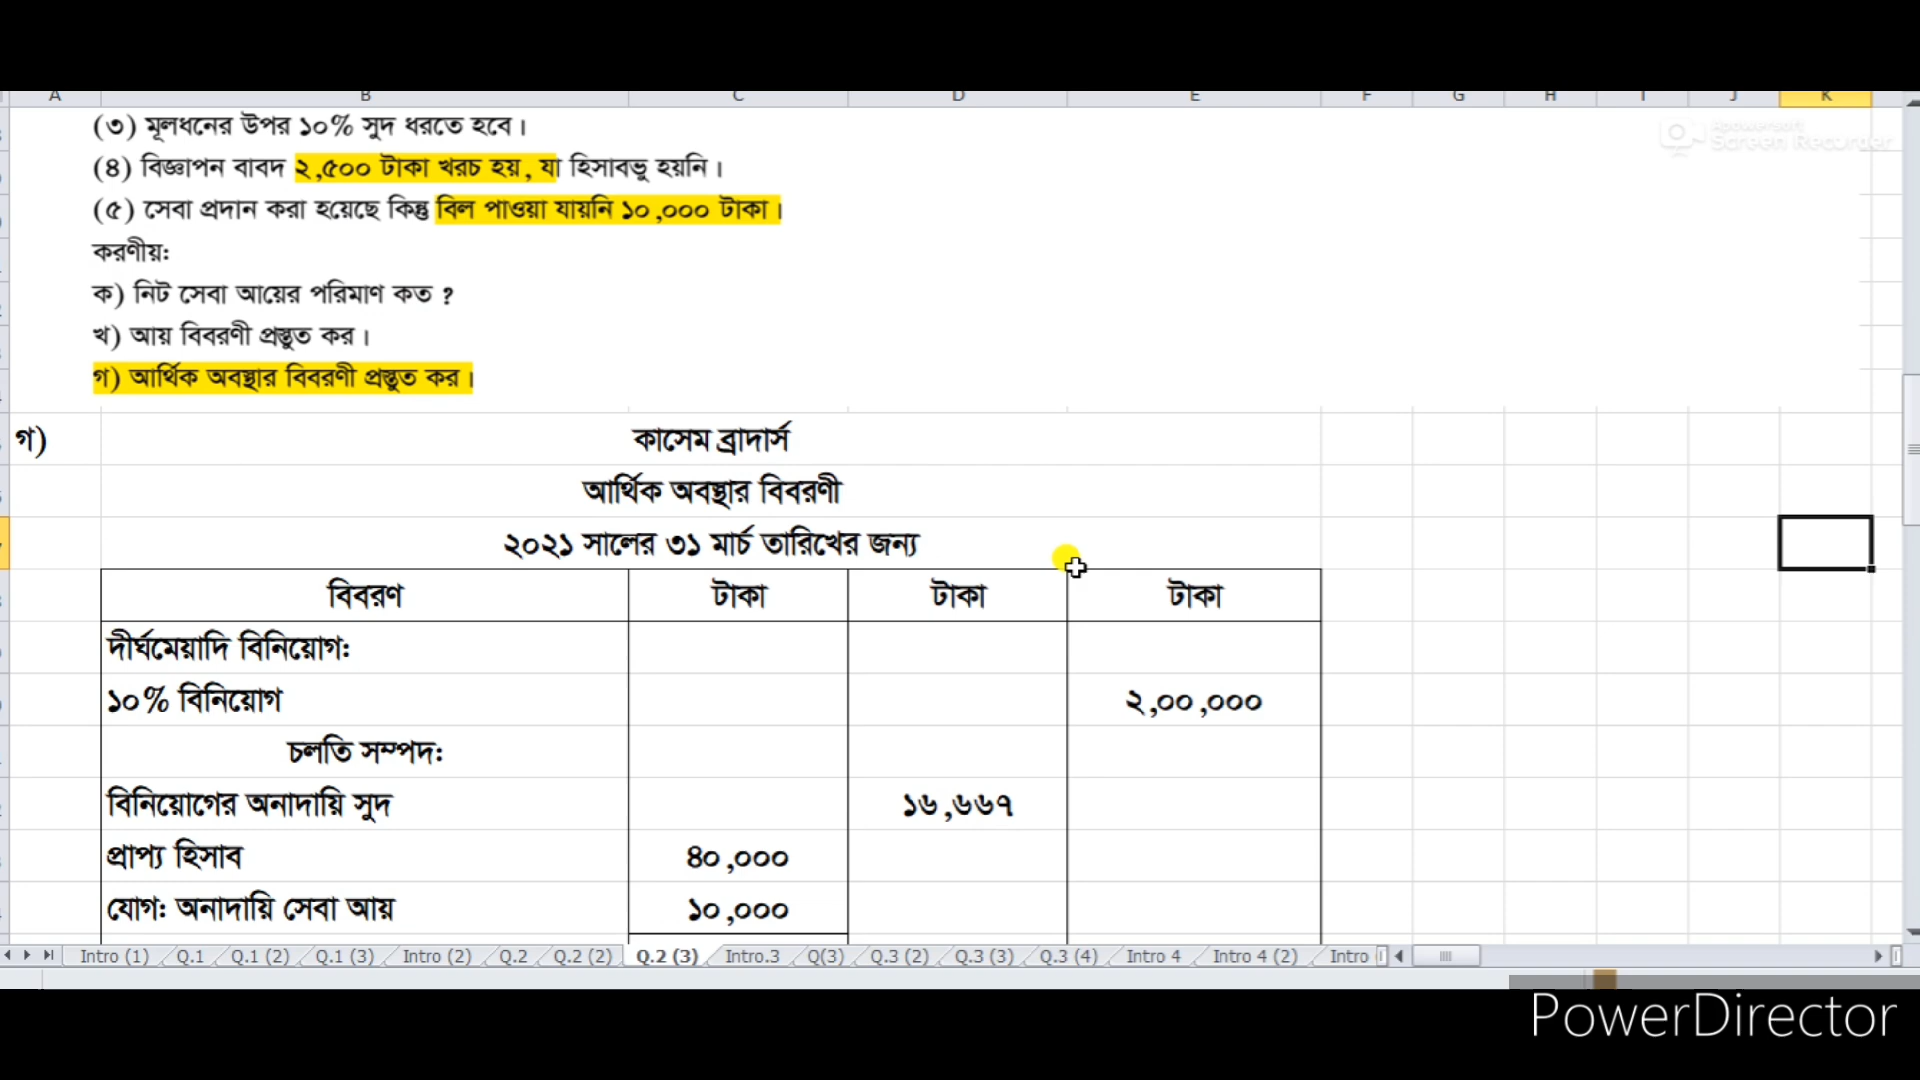 A B C D E F G H I J K
Apowersoft
Screen Recorder
(৩) মূলধনের উপর ১০% সুদ ধরতে হবে।
(৪) বিজ্ঞাপন বাবদ ২,৫০০ টাকা খরচ হয়, যা হিসাবভু হয়নি।
(৫) সেবা প্রদান করা হয়েছে কিন্তু বিল পাওয়া যায়নি ১০,০০০ টাকা।
করণীয়:
ক) নিট সেবা আয়ের পরিমাণ কত ?
খ) আয় বিবরণী প্রস্তুত কর।
গ) আর্থিক অবস্থার বিবরণী প্রস্তুত কর।
গ) কাসেম ব্রাদার্স
আর্থিক অবস্থার বিবরণী
২০২১ সালের ৩১ মার্চ তারিখের জন্য
বিবরণ টাকা টাকা টাকা
দীর্ঘমেয়াদি বিনিয়োগ:
১০% বিনিয়োগ ২,০০,০০০
চলতি সম্পদ:
বিনিয়োগের অনাদায়ি সুদ ১৬,৬৬৭
প্রাপ্য হিসাব ৪০,০০০
যোগ: অনাদায়ি সেবা আয় ১০,০০০
Intro (1) Q.1 Q.1 (2) Q.1 (3) Intro (2) Q.2 Q.2 (2) Q.2 (3) Intro.3 Q(3) Q.3 (2) Q.3 (3) Q.3 (4) Intro 4 Intro 4 (2) Intro
PowerDirector